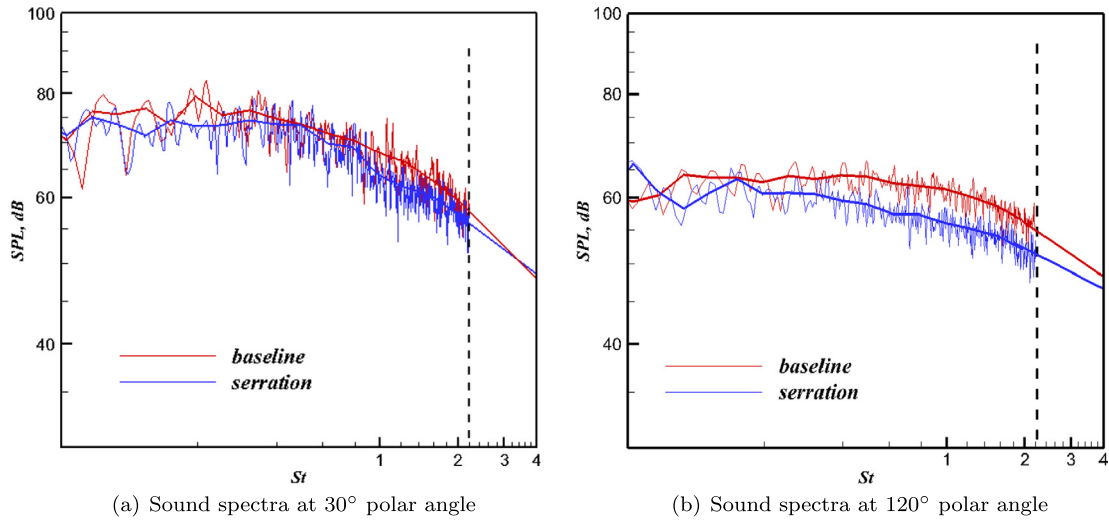 100
80
60
40
SPL, dB
baseline
serration
1 2 3 4
St
(a) Sound spectra at 30° polar angle
100
80
60
40
SPL, dB
baseline
serration
1 2 3 4
St
(b) Sound spectra at 120° polar angle